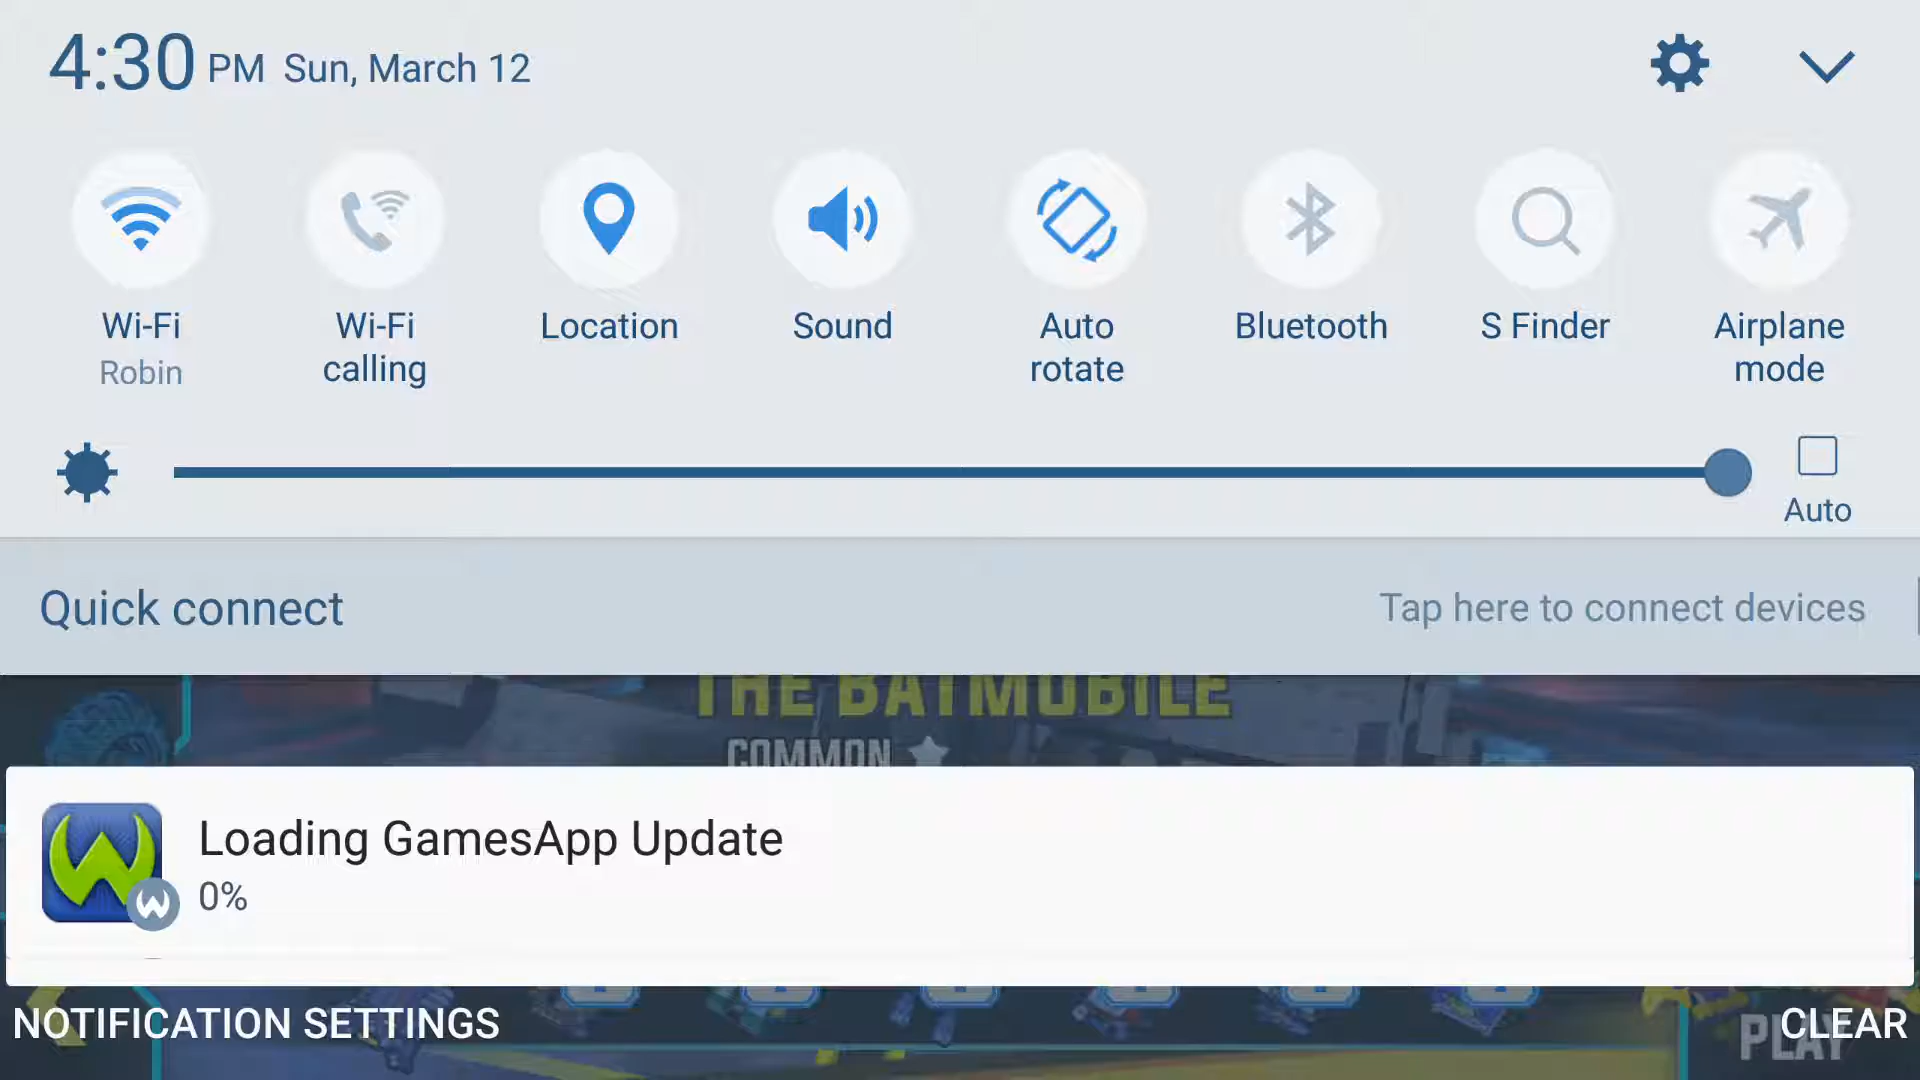 4:30 PM Sun, March 12
Wi-Fi
Robin
Wi-Fi
calling
Location
Sound
Auto
rotate
Bluetooth
S Finder
Airplane
mode
Auto
Quick connect
Tap here to connect devices
THE BATMOBILE
COMMON
Loading GamesApp Update
0%
NOTIFICATION SETTINGS
CLEAR
PLAY